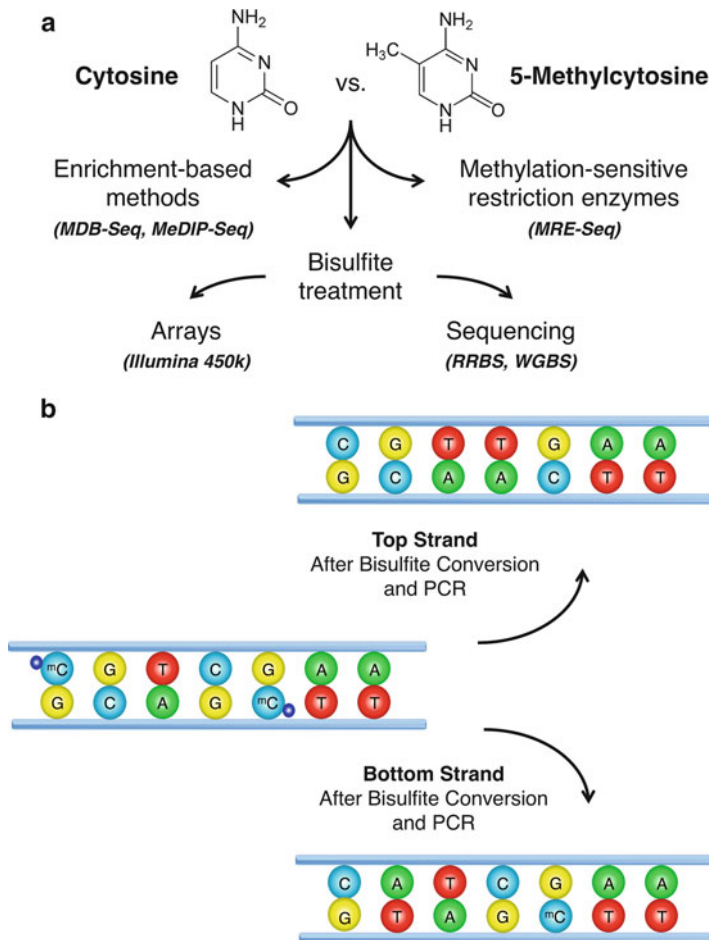 a
NH₂
Cytosine
N
N
H
O
vs.
NH₂
H₃C
N
N
H
O
5-Methylcytosine
Enrichment-based
methods
(MDB-Seq, MeDIP-Seq)
Methylation-sensitive
restriction enzymes
(MRE-Seq)
Bisulfite
treatment
Arrays
(Illumina 450k)
Sequencing
(RRBS, WGBS)
b
C G T T G A A
G C A A C T T
Top Strand
After Bisulfite Conversion
and PCR
mC G T C G A A
G C A G mC T T
Bottom Strand
After Bisulfite Conversion
and PCR
C A T C G A A
G T A G mC T T